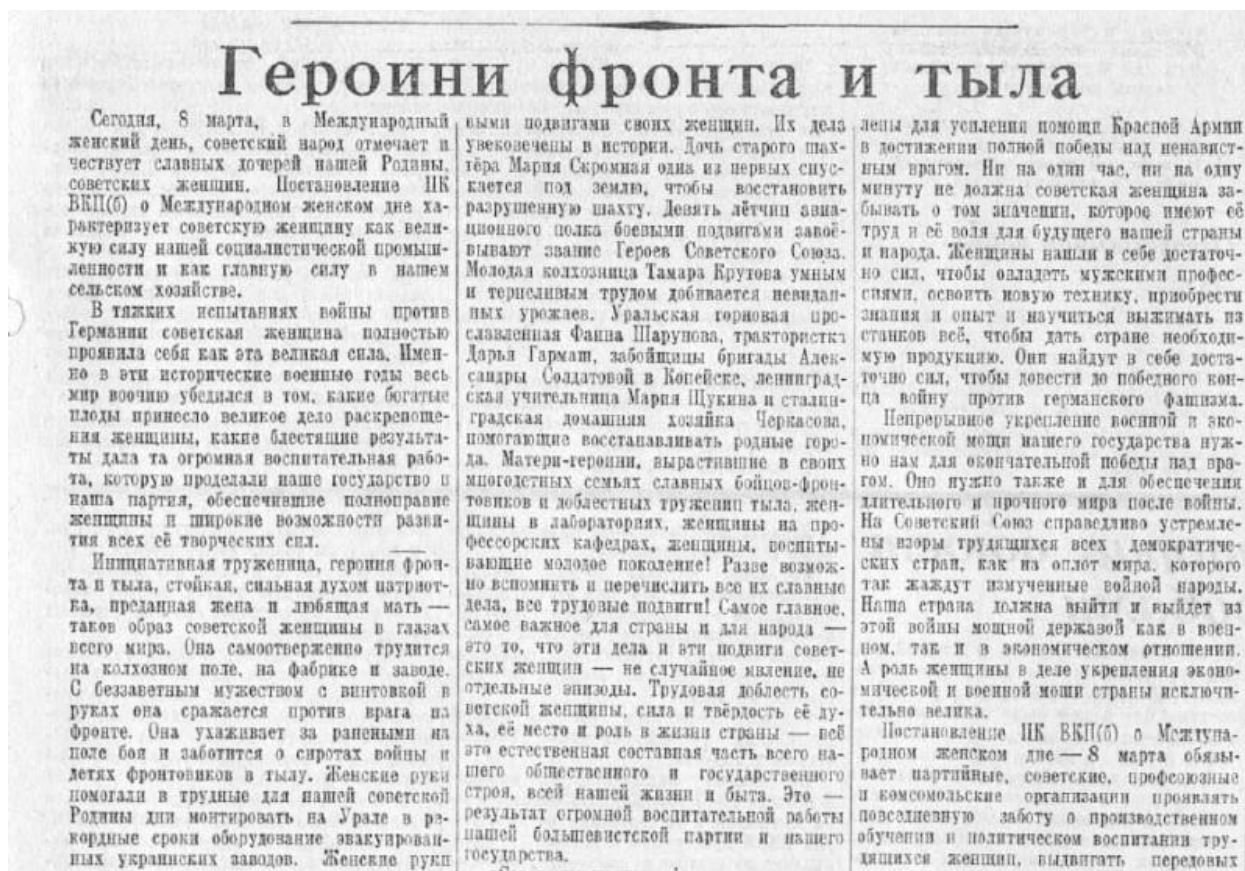 Героини фронта и тыла
Сегодня, 8 марта, в Международный
женский день, советский народ отмечает и
чествует славных дочерей нашей Родины,
советских женщин. Постановление ЦК
ВКП(б) о Международном женском дне ха-
рактеризует советскую женщину как вели-
кую силу нашей социалистической промыш-
ленности и как главную силу в нашем
сельском хозяйстве.
В тяжких испытаниях войны против
Германии советская женщина полностью
проявила себя как эта великая сила. Имен-
но в эти исторические военные годы весь
мир воочию убедился в том, какие богатые
плоды принесло великое дело раскрепоще-
ния женщины, какие блестящие результа-
ты дала та огромная воспитательная рабо-
та, которую проделали наше государство и
наша партия, обеспечившие полноправие
женщины и широкие возможности разви-
тия всех её творческих сил.
Инициативная труженица, героиня фрон-
та и тыла, стойкая, сильная духом патриот-
ка, преданная жена и любящая мать —
таков образ советской женщины в глазах
всего мира. Она самоотверженно трудится
на колхозном поле, на фабрике и заводе.
С беззаветным мужеством с винтовкой в
руках она сражается против врага на
фронте. Она ухаживает за ранеными на
поле боя и заботится о сиротах войны и
детях фронтовиков в тылу. Женские руки
помогали в трудные для нашей советской
Родины дни монтировать на Урале в ре-
кордные сроки оборудование эвакуирован-
ных украинских заводов. Женские руки
выми подвигами своих женщин. Их дела
увековечены в истории. Дочь старого шах-
тёра Мария Скромная одна из первых спус-
кается под землю, чтобы восстановить
разрушенную шахту. Девять лётчиц авиа-
ционного полка боевыми подвигами завоё-
вывают звание Героев Советского Союза.
Молодая колхозница Тамара Крутова умным
и терпеливым трудом добивается невидан-
ных урожаев. Уральская горновая про-
славленная Фаина Шарунова, трактористка
Дарья Гармаш, забойщицы бригады Алек-
сандры Солдатовой в Копейске, ленинград-
ская учительница Мария Щукина и сталин-
градская домашняя хозяйка Черкасова,
помогающие восстанавливать родные горо-
да. Матери-героини, вырастившие в своих
многодетных семьях славных бойцов-фрон-
товиков и доблестных тружениц тыла, жен-
щины в лабораториях, женщины на про-
фессорских кафедрах, женщины, воспиты-
вающие молодое поколение! Разве возмож-
но вспомнить и перечислить все их славные
дела, все трудовые подвиги! Самое главное,
самое важное для страны и для народа —
это то, что эти дела и эти подвиги совет-
ских женщин — не случайное явление, не
отдельные эпизоды. Трудовая доблесть со-
ветской женщины, сила и твёрдость её ду-
ха, её место и роль в жизни страны — всё
это естественная составная часть всего на-
шего общественного и государственного
строя, всей нашей жизни и быта. Это —
результат огромной воспитательной работы
нашей большевистской партии и нашего
государства.
лены для усиления помощи Красной Армии
в достижении полной победы над ненавист-
ным врагом. Ни на один час, ни на одну
минуту не должна советская женщина за-
бывать о том значении, которое имеют её
труд и её воля для будущего нашей страны
и народа. Женщины нашли в себе достаточ-
но сил, чтобы овладеть мужскими профес-
сиями, освоить новую технику, приобрести
знания и опыт и научиться выжимать из
станков всё, чтобы дать стране необходи-
мую продукцию. Они найдут в себе доста-
точно сил, чтобы довести до победного кон-
ца войну против германского фашизма.
Непрерывное укрепление военной и эко-
номической мощи нашего государства нуж-
но нам для окончательной победы над вра-
гом. Оно нужно также и для обеспечения
длительного и прочного мира после войны.
На Советский Союз справедливо устремле-
ны взоры трудящихся всех демократиче-
ских стран, как на оплот мира, которого
так жаждут измученные войной народы.
Наша страна должна выйти и выйдет из
этой войны мощной державой как в воен-
ном, так и в экономическом отношении.
А роль женщины в деле укрепления эконо-
мической и военной мощи страны исключи-
тельно велика.
Постановление ЦК ВКП(б) о Междуна-
родном женском дне — 8 марта обязы-
вает партийные, советские, профсоюзные
и комсомольские организации проявлять
повседневную заботу о производственном
обучении и политическом воспитании тру-
дящихся женщин, выдвигать передовых